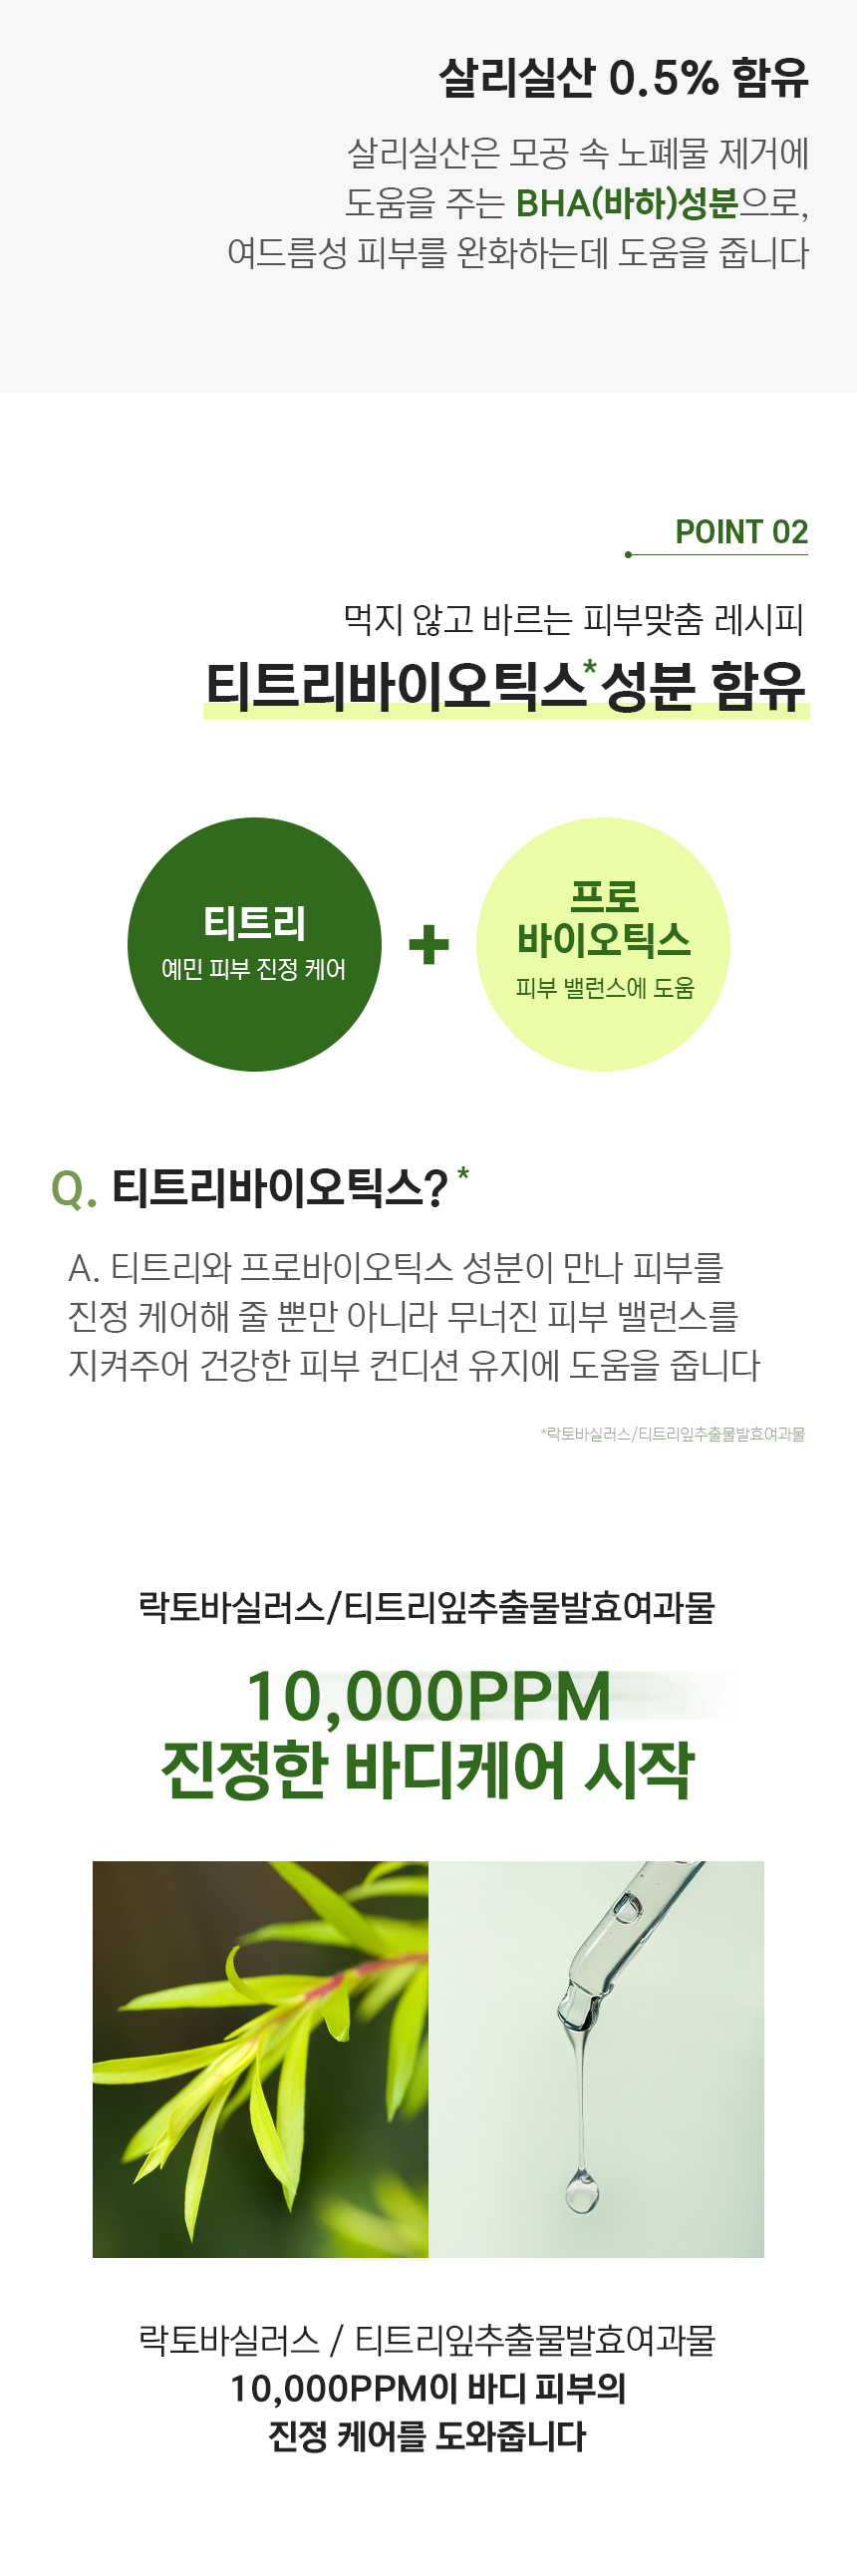 살리실산 0.5% 함유
살리실산은 모공 속 노폐물 제거에
도움을 주는 BHA(바하)성분으로,
여드름성 피부를 완화하는데 도움을 줍니다
POINT 02
먹지 않고 바르는 피부맞춤 레시피
티트리바이오틱스*성분 함유
티트리
예민 피부 진정 케어
+
프로
바이오틱스
피부 밸런스에 도움
Q. 티트리바이오틱스?*
A. 티트리와 프로바이오틱스 성분이 만나 피부를
진정 케어해 줄 뿐만 아니라 무너진 피부 밸런스를
지켜주어 건강한 피부 컨디션 유지에 도움을 줍니다
*락토바실러스/티트리잎추출물발효여과물
락토바실러스/티트리잎추출물발효여과물
10,000PPM
진정한 바디케어 시작
락토바실러스 / 티트리잎추출물발효여과물
10,000PPM이 바디 피부의
진정 케어를 도와줍니다